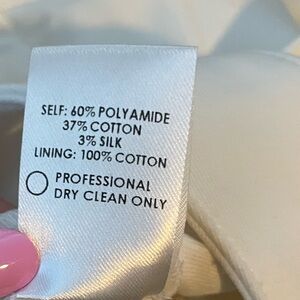 SELF: 60% POLYAMIDE
37% COTTON
3% SILK
LINING: 100% COTTON
PROFESSIONAL
DRY CLEAN ONLY